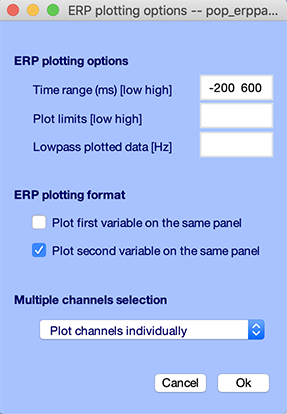 ERP plotting options -- pop_erppa...
ERP plotting options
Time range (ms) [low high]
-200 600
Plot limits [low high]
Lowpass plotted data [Hz]
ERP plotting format
Plot first variable on the same panel
Plot second variable on the same panel
Multiple channels selection
Plot channels individually
Cancel
Ok